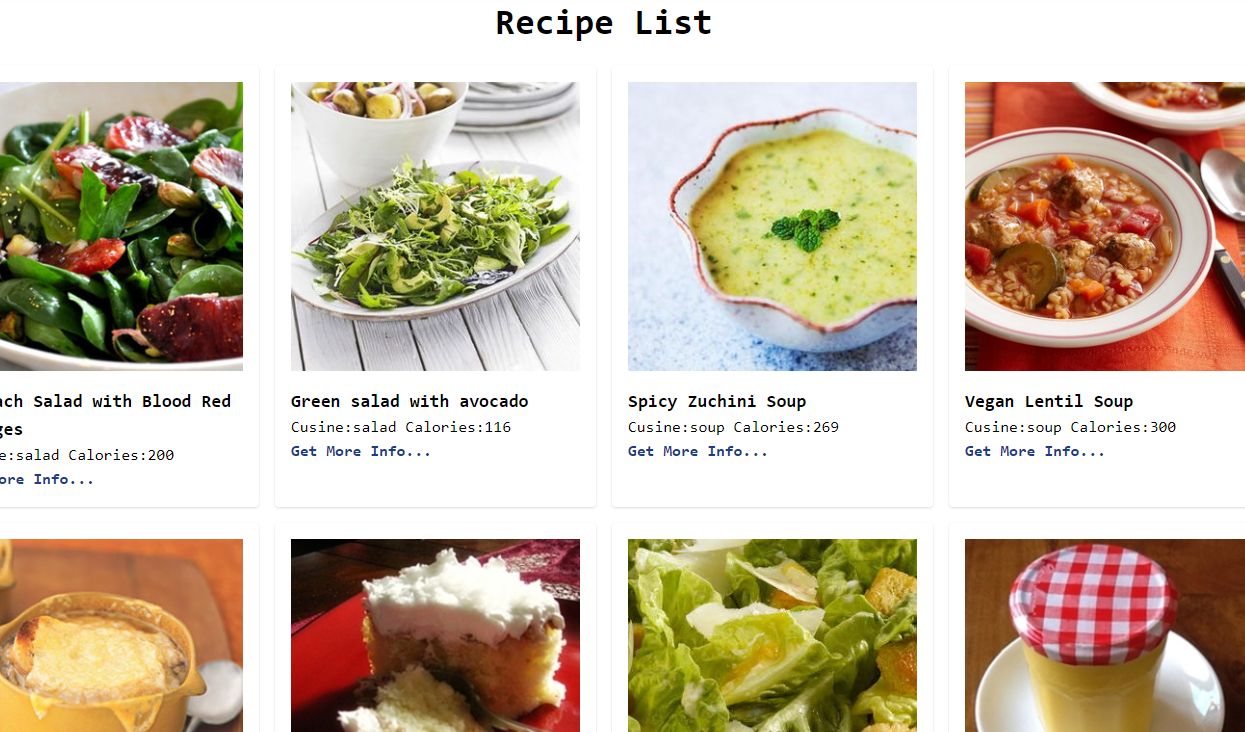 Recipe List
ach Salad with Blood Red
ges
e:salad Calories:200
ore Info...
Green salad with avocado
Cusine:salad Calories:116
Get More Info...
Spicy Zuchini Soup
Cusine:soup Calories:269
Get More Info...
Vegan Lentil Soup
Cusine:soup Calories:300
Get More Info...